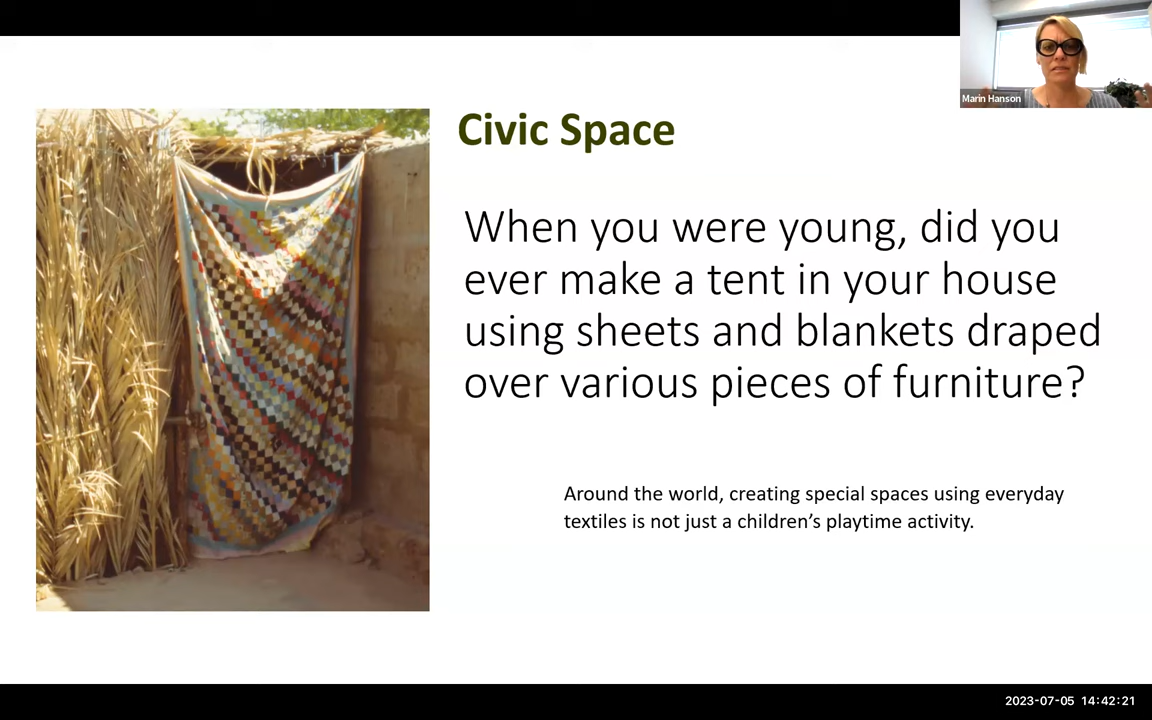 Marin Hanson
Civic Space
When you were young, did you
ever make a tent in your house
using sheets and blankets draped
over various pieces of furniture?
Around the world, creating special spaces using everyday
textiles is not just a children’s playtime activity.
2023-07-05 14:42:21